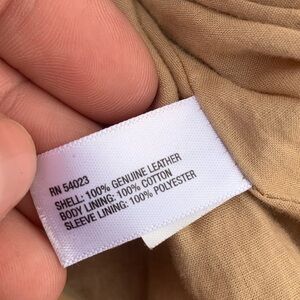 RN 54023
SHELL: 100% GENUINE LEATHER
BODY LINING: 100% COTTON
SLEEVE LINING: 100% POLYESTER